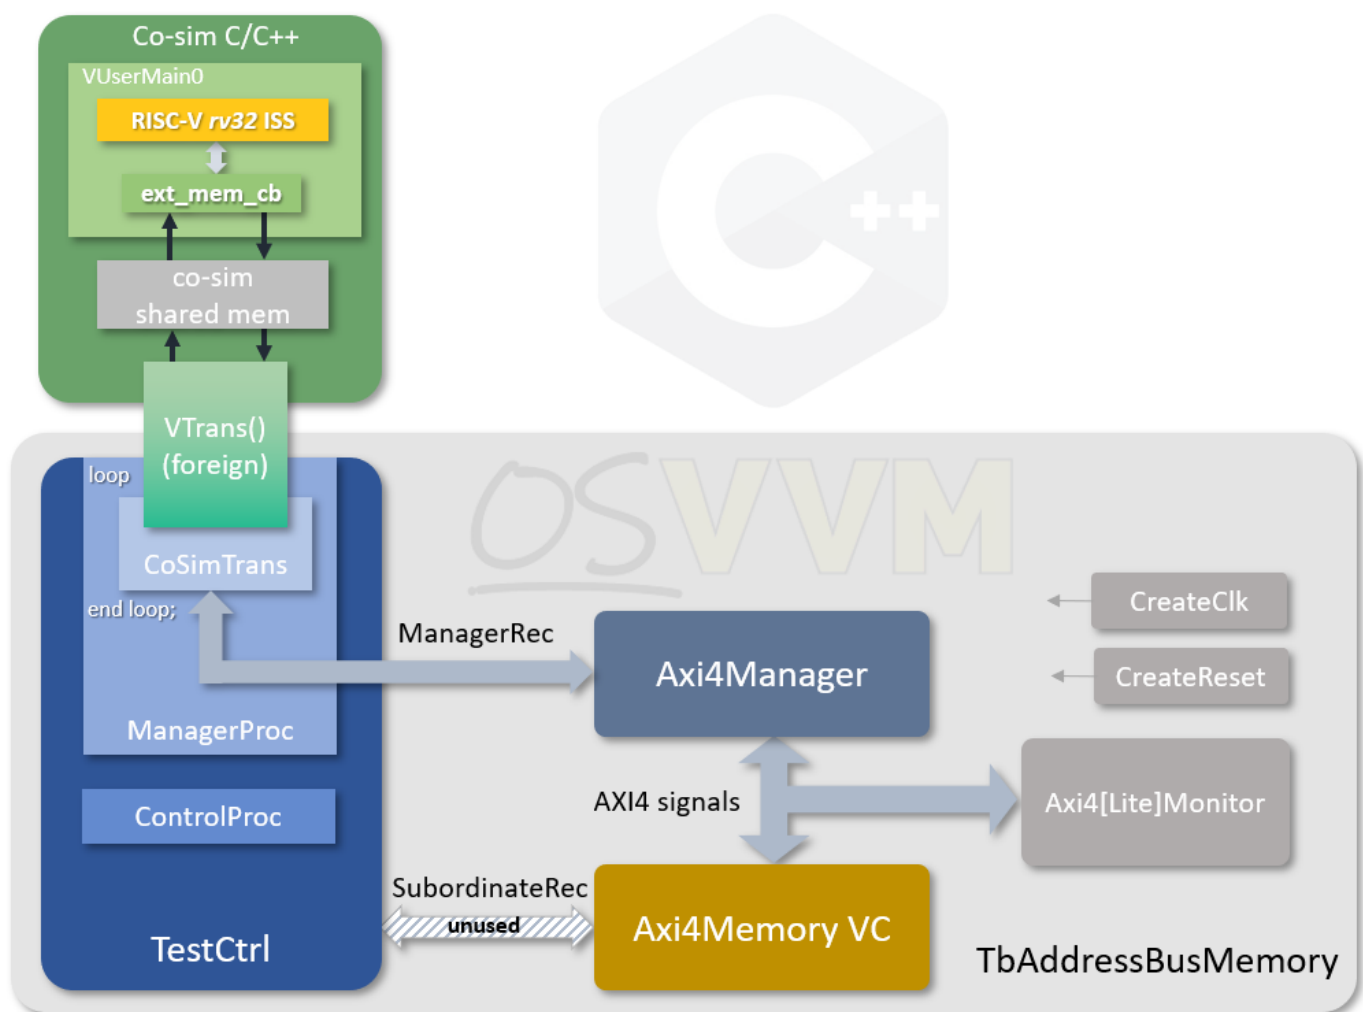 Co-sim C/C++
VUserMain0
RISC-V rv32 ISS
ext_mem_cb
co-sim
shared mem
VTrans()
(foreign)
loop
CoSimTrans
end loop;
ManagerProc
ControlProc
TestCtrl
C++
OSVVM
ManagerRec
Axi4Manager
CreateClk
CreateReset
AXI4 signals
Axi4[Lite]Monitor
SubordinateRec
unused
Axi4Memory VC
TbAddressBusMemory